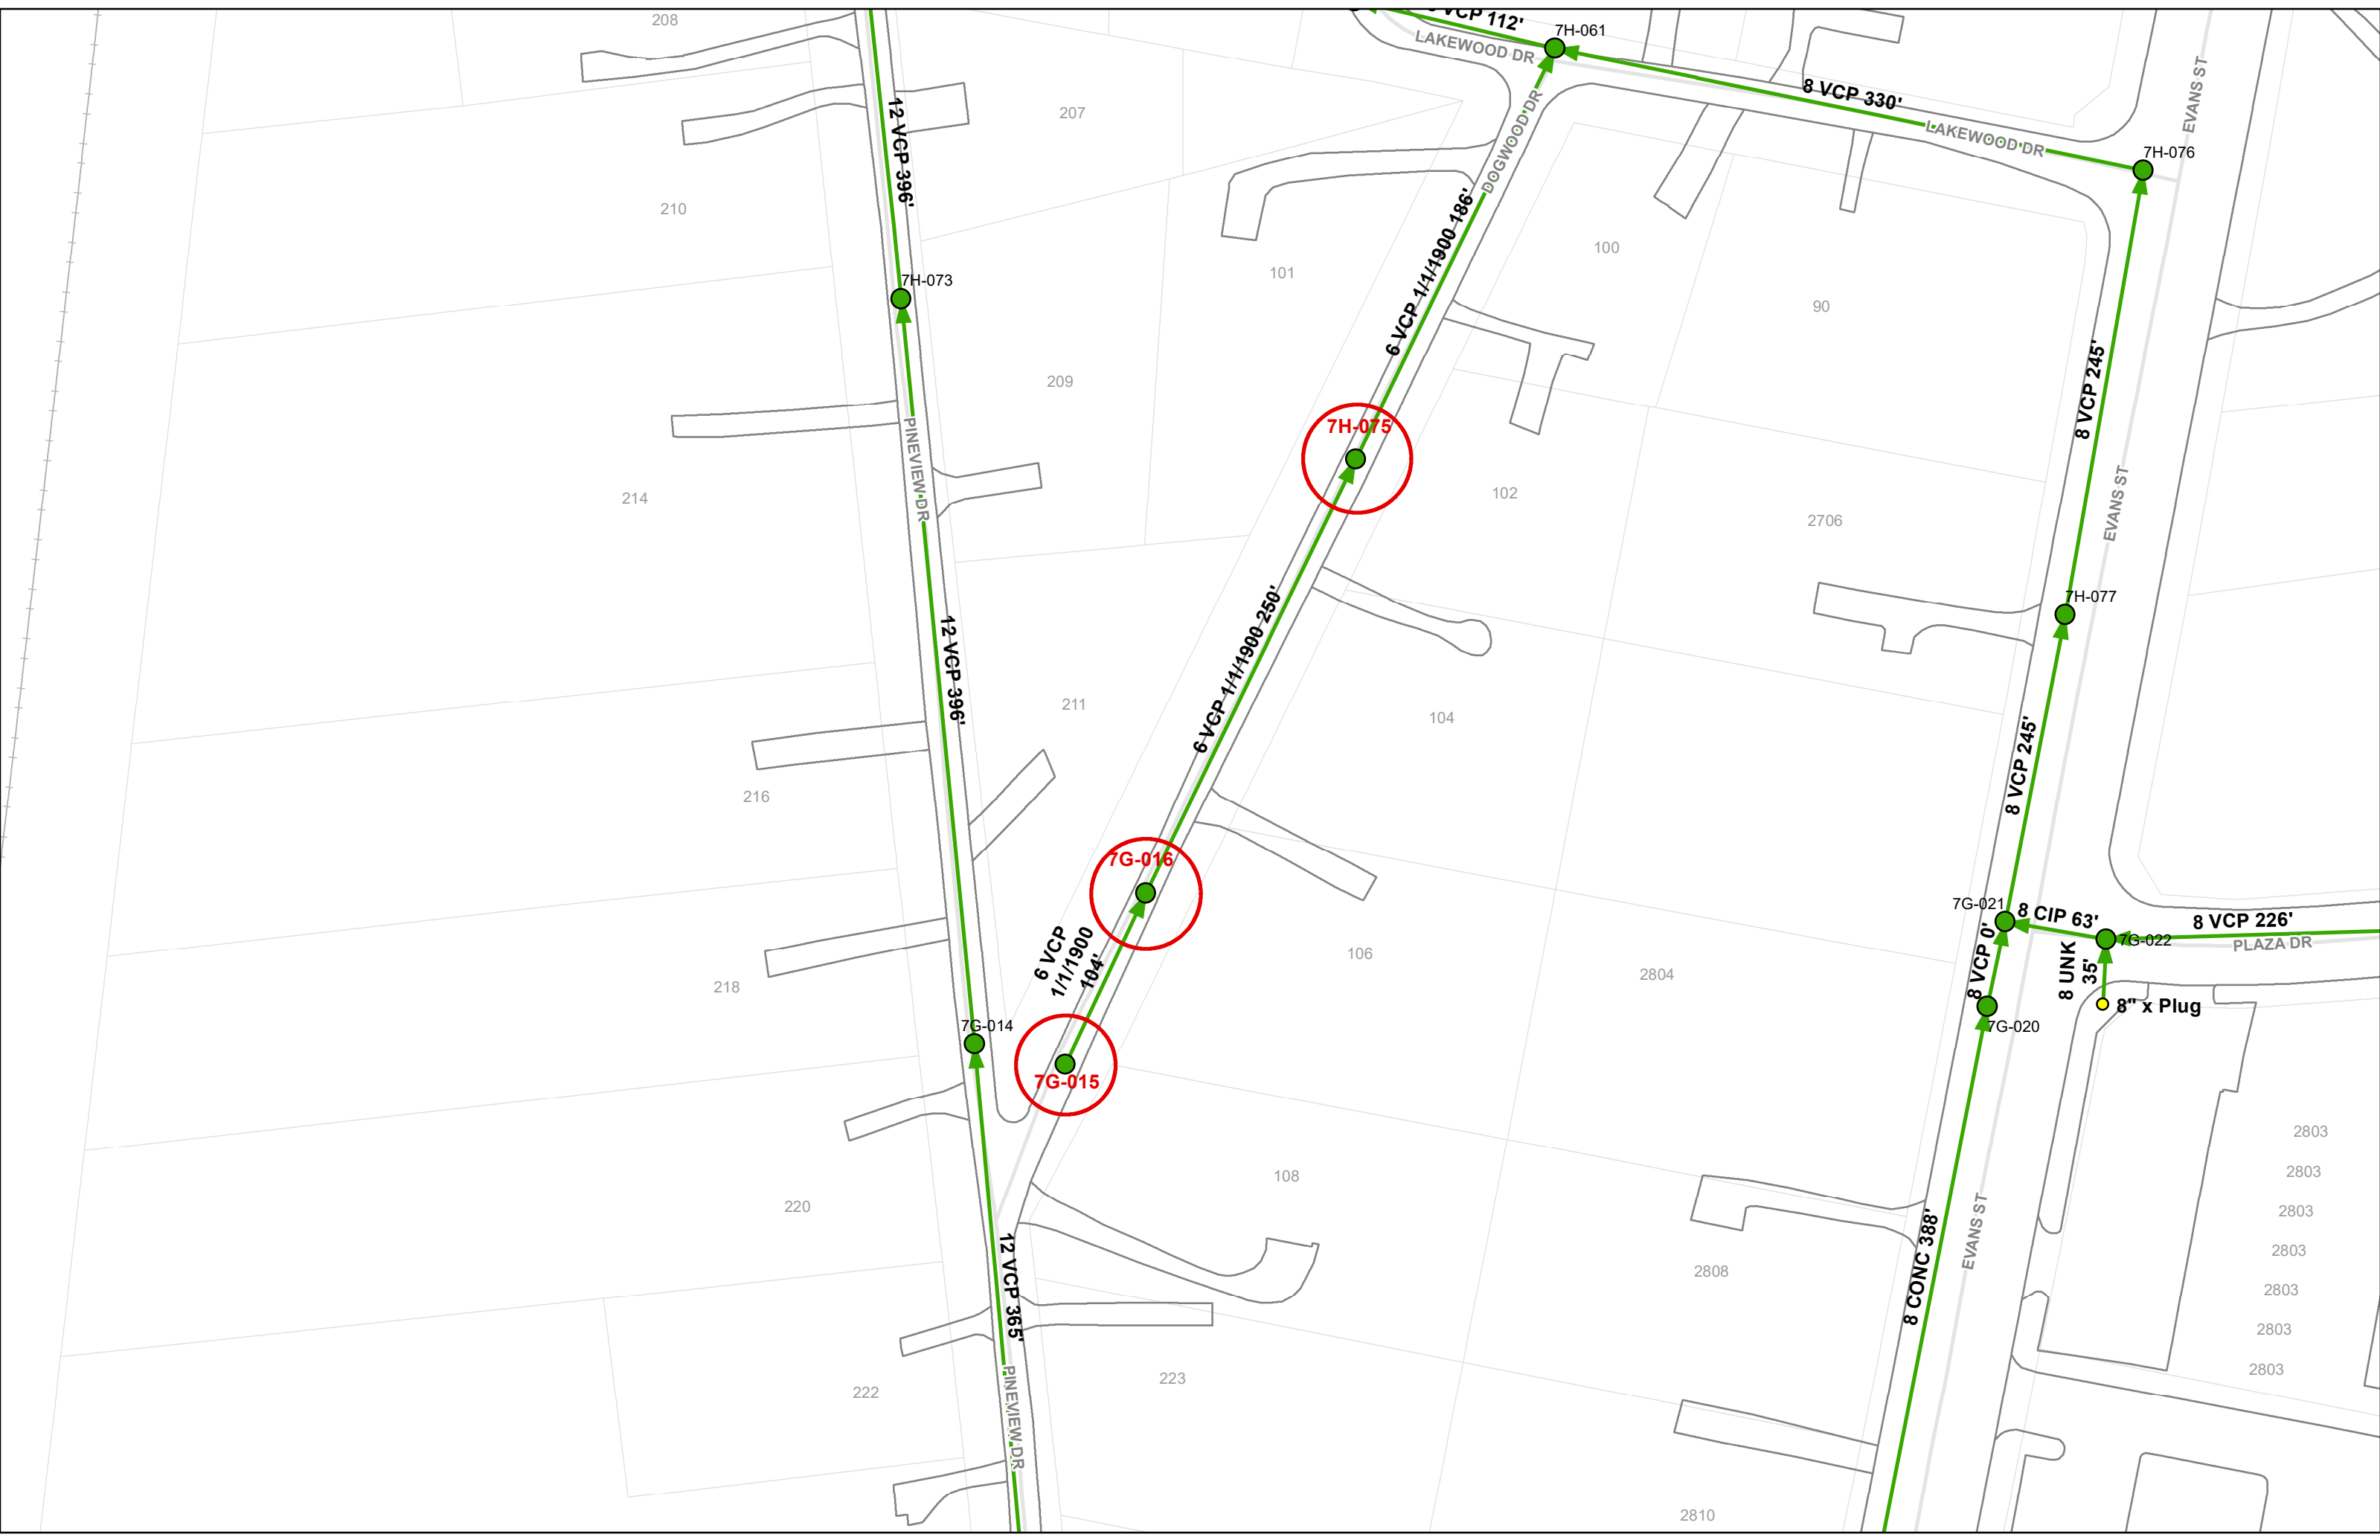 208
VCP 112'
7H-061
LAKEWOOD DR
EVANS ST
8 VCP 330'
12 VCP 396'
207
DOGWOOD DR
LAKEWOOD DR
7H-076
210
6 VCP 1/1/1900 186'
100
101
7H-073
90
209
8 VCP 245'
7H-075
PINEVIEW DR
214
102
2706
EVANS ST
7H-077
6 VCP 1/1/1900 250'
12 VCP 396'
211
104
8 VCP 245'
216
7G-016
7G-021
8 CIP 63'
8 VCP 226'
7G-022
PLAZA DR
6 VCP
1/1/1900
104'
106
2804
8 VCP 0'
8 UNK
35'
218
8" x Plug
7G-014
7G-020
7G-015
2803
108
2803
220
2803
EVANS ST
2803
8 CONC 388'
2808
12 VCP 365'
2803
2803
2803
223
222
PINEVIEW DR
2810